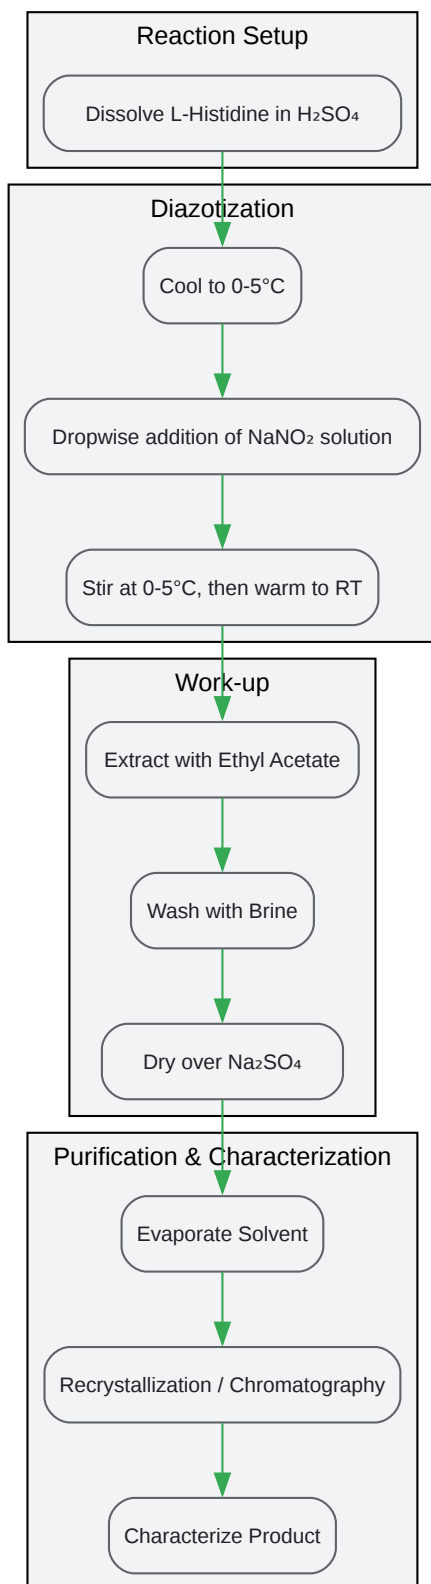 Reaction Setup
Dissolve L-Histidine in H₂SO₄
Diazotization
Cool to 0-5°C
Dropwise addition of NaNO₂ solution
Stir at 0-5°C, then warm to RT
Work-up
Extract with Ethyl Acetate
Wash with Brine
Dry over Na₂SO₄
Purification & Characterization
Evaporate Solvent
Recrystallization / Chromatography
Characterize Product